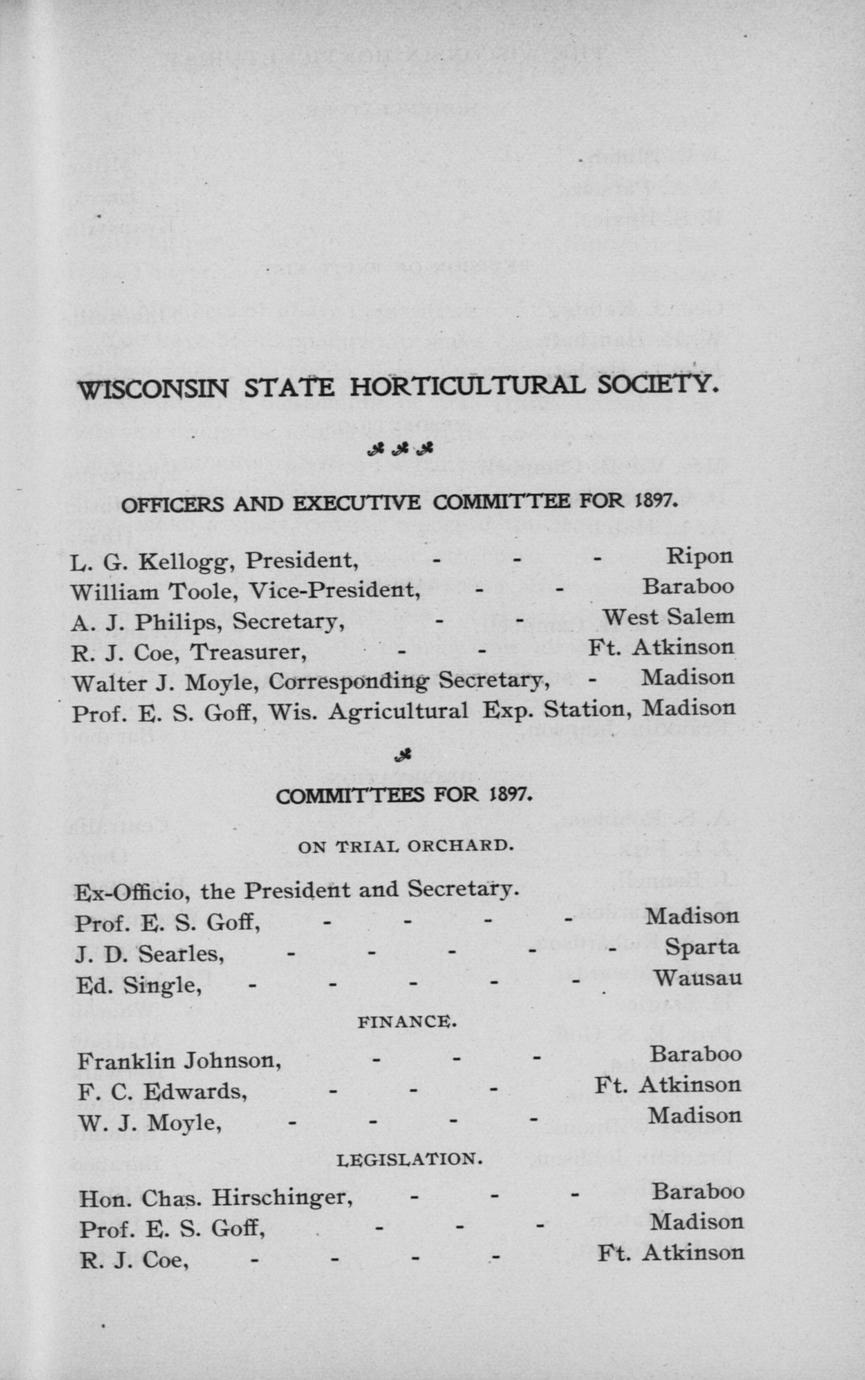 WISCONSIN STATE HORTICULTURAL SOCIETY.
OFFICERS AND EXECUTIVE COMMITTEE FOR 1897.
L. G. Kellogg, President, - - - Ripon
William Toole, Vice-President, - - Baraboo
A. J. Philips, Secretary, - - West Salem
R. J. Coe, Treasurer, - - Ft. Atkinson
Walter J. Moyle, Corresponding Secretary, - Madison
Prof. E. S. Goff, Wis. Agricultural Exp. Station, Madison
COMMITTEES FOR 1897.
ON TRIAL ORCHARD.
Ex-Officio, the President and Secretary.
Prof. E. S. Goff, - - - - Madison
J. D. Searles, - - - - - Sparta
Ed. Single, - - - - - Wausau
FINANCE.
Franklin Johnson, - - - Baraboo
F. C. Edwards, - - - Ft. Atkinson
W. J. Moyle, - - - - Madison
LEGISLATION.
Hon. Chas. Hirschinger, - - - Baraboo
Prof. E. S. Goff, - - - Madison
R. J. Coe, - - - - Ft. Atkinson